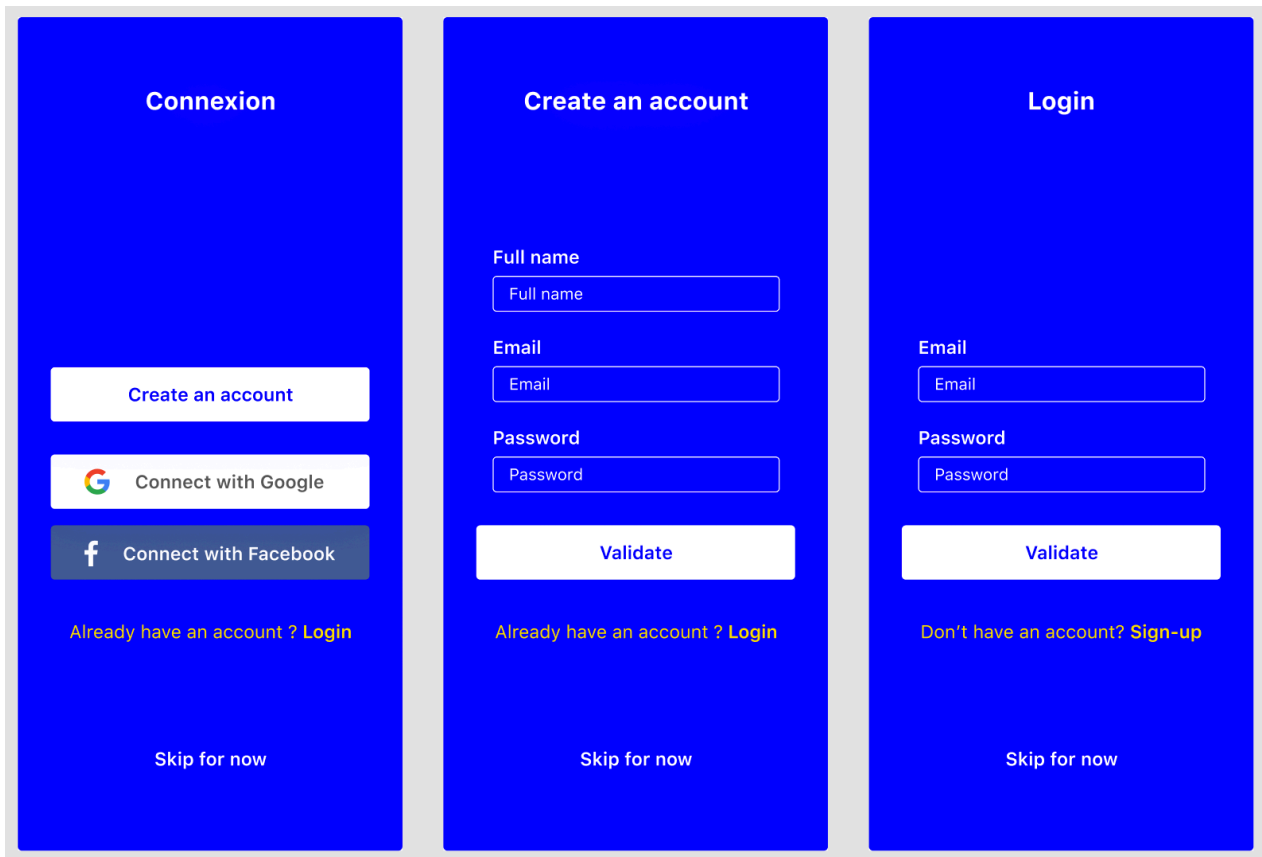 Connexion
Create an account
Connect with Google
Connect with Facebook
Already have an account ? Login
Skip for now
Create an account
Full name
Full name
Email
Email
Password
Password
Validate
Already have an account ? Login
Skip for now
Login
Email
Email
Password
Password
Validate
Don’t have an account? Sign-up
Skip for now